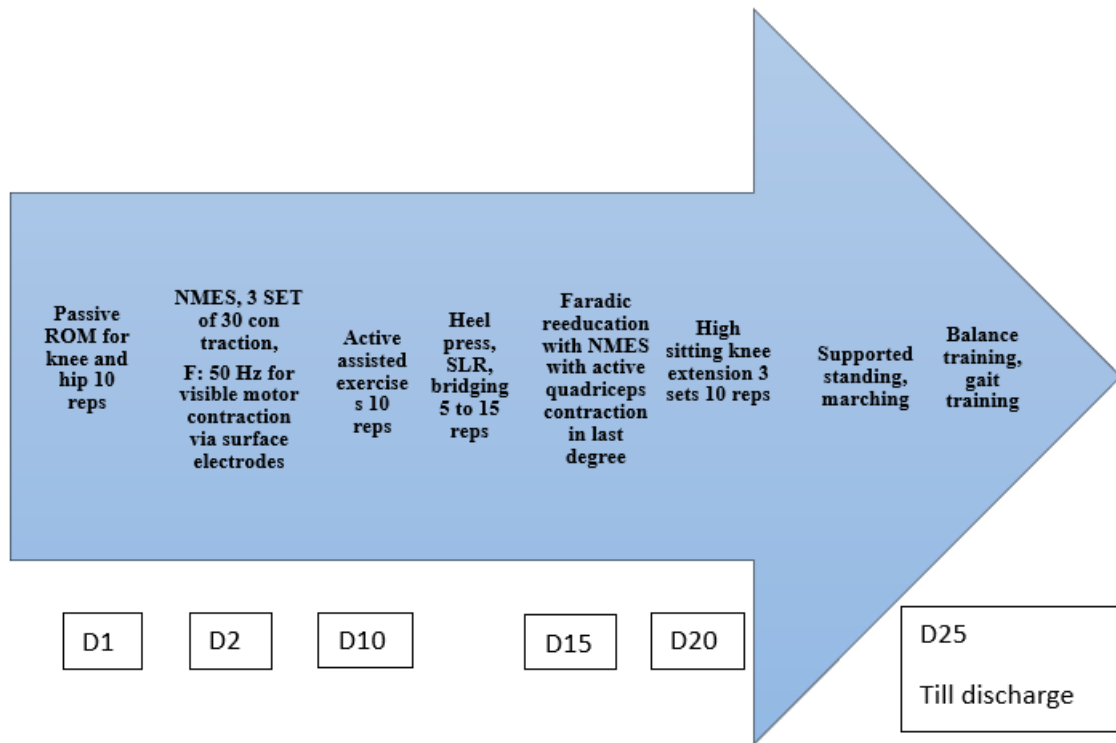 Passive
ROM for
knee and
hip 10
reps
NMES, 3 SET
of 30 con
traction,
F: 50 Hz for
visible motor
contraction
via surface
electrodes
Active
assisted
exercise
s 10
reps
Heel
press,
SLR,
bridging
5 to 15
reps
Faradic
reeducation
with NMES
with active
quadriceps
contraction
in last
degree
High
sitting knee
extension 3
sets 10 reps
Supported
standing,
marching
Balance
training,
gait
training
D1
D2
D10
D15
D20
D25
Till discharge